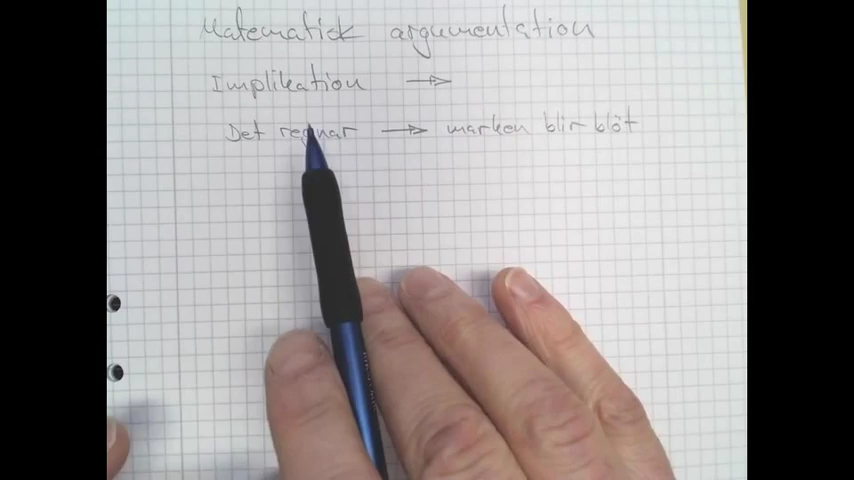 Matematisk argumentation
Implikation →
Det regnar → marken blir blöt